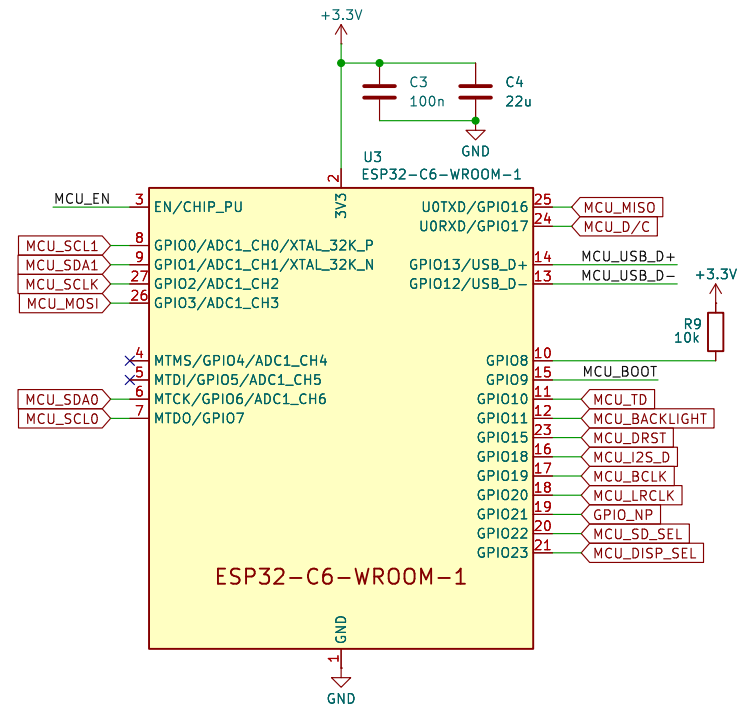 +3.3V
C3
100n
C4
22u
GND
U3
ESP32-C6-WROOM-1
2
3V3
MCU_EN 3 EN/CHIP_PU
U0TXD/GPIO16 25 MCU_MISO
U0RXD/GPIO17 24 MCU_D/C
MCU_SCL1 8 GPIO0/ADC1_CH0/XTAL_32K_P
MCU_SDA1 9 GPIO1/ADC1_CH1/XTAL_32K_N
GPIO13/USB_D+ 14 MCU_USB_D+
MCU_SCLK 27 GPIO2/ADC1_CH2
GPIO12/USB_D- 13 MCU_USB_D-
MCU_MOSI 26 GPIO3/ADC1_CH3
+3.3V
R9
10k
4 MTMS/GPIO4/ADC1_CH4
GPIO8 10
5 MTDI/GPIO5/ADC1_CH5
GPIO9 15 MCU_BOOT
MCU_SDA0 6 MTCK/GPIO6/ADC1_CH6
GPIO10 11 MCU_TD
MCU_SCL0 7 MTDO/GPIO7
GPIO11 12 MCU_BACKLIGHT
GPIO15 23 MCU_DRST
GPIO18 16 MCU_I2S_D
GPIO19 17 MCU_BCLK
GPIO20 18 MCU_LRCLK
GPIO21 19 GPIO_NP
GPIO22 20 MCU_SD_SEL
GPIO23 21 MCU_DISP_SEL
ESP32-C6-WROOM-1
GND
1
GND